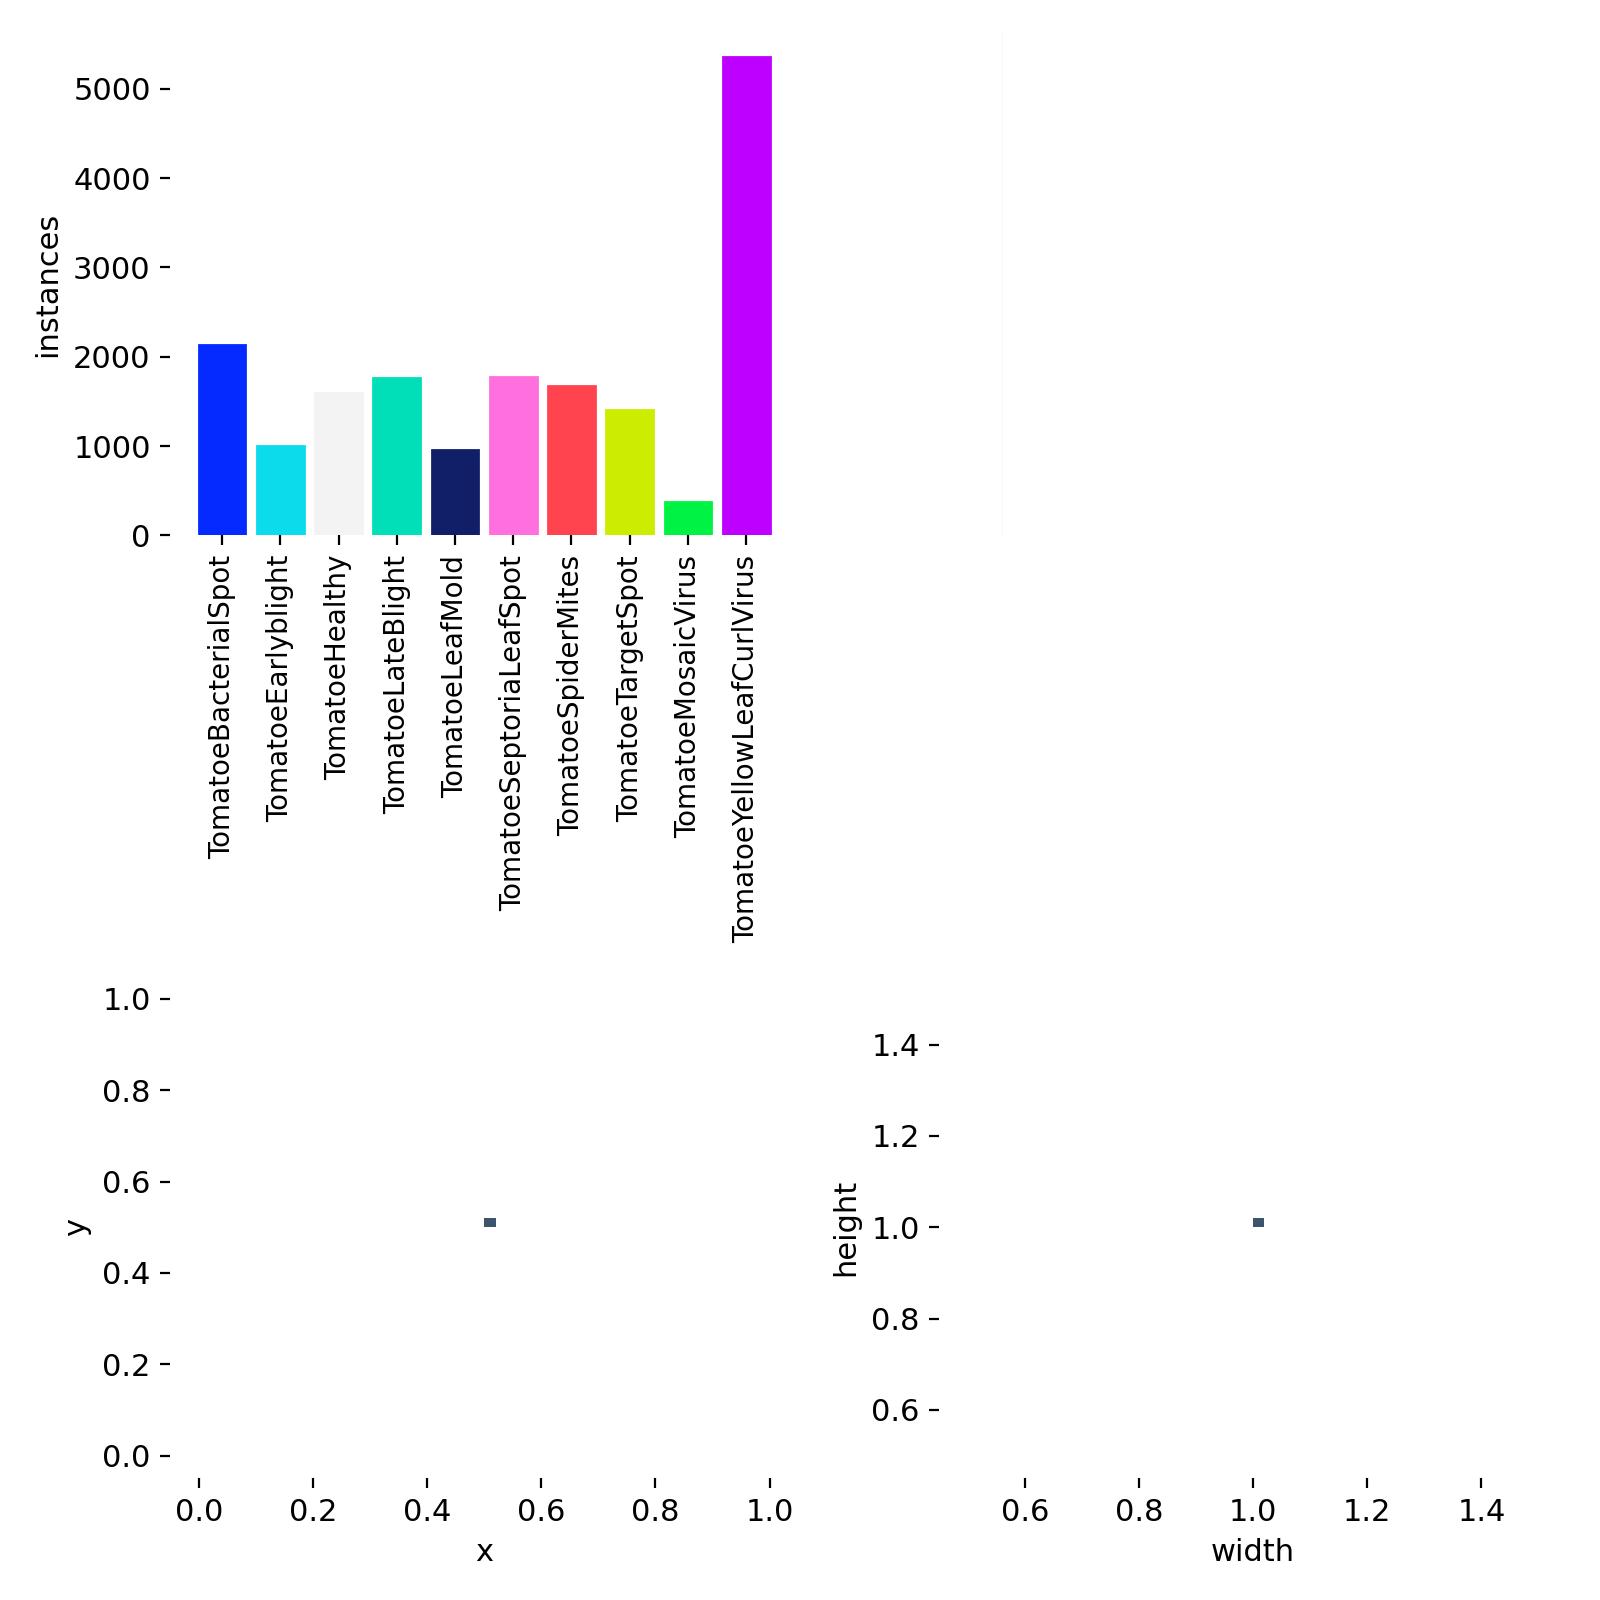 instances
5000
4000
3000
2000
1000
0
TomatoeBacterialSpot
TomatoeEarlyblight
TomatoeHealthy
TomatoeLateBlight
TomatoeLeafMold
TomatoeSeptoriaLeafSpot
TomatoeSpiderMites
TomatoeTargetSpot
TomatoeMosaicVirus
TomatoeYellowLeafCurlVirus
y
1.0
0.8
0.6
0.4
0.2
0.0
0.0 0.2 0.4 0.6 0.8 1.0
x
height
1.4
1.2
1.0
0.8
0.6
0.6 0.8 1.0 1.2 1.4
width